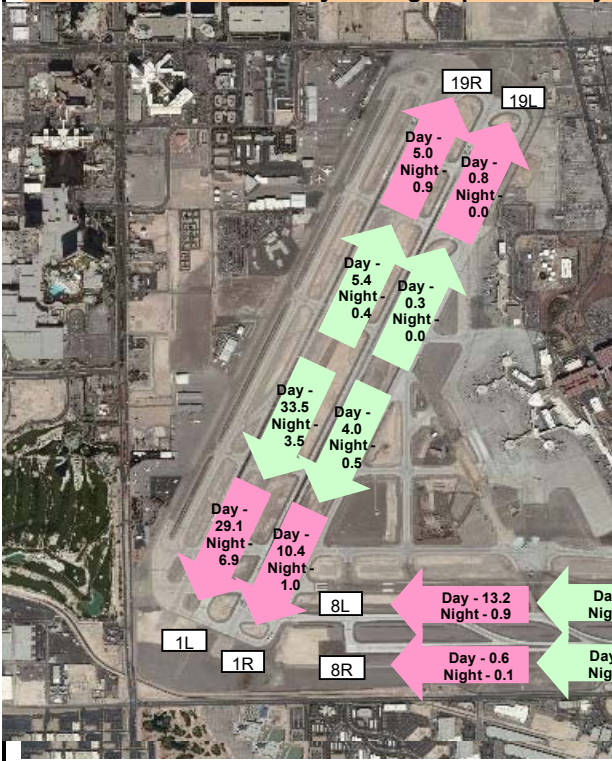 19R
19L
Day -
5.0
Night -
0.9
Day -
0.8
Night -
0.0
Day -
5.4
Night -
0.4
Day -
0.3
Night -
0.0
Day -
33.5
Night -
3.5
Day -
4.0
Night -
0.5
Day -
29.1
Night -
6.9
Day -
10.4
Night -
1.0
8L
Day - 13.2
Night - 0.9
1L
1R
8R
Day - 0.6
Night - 0.1